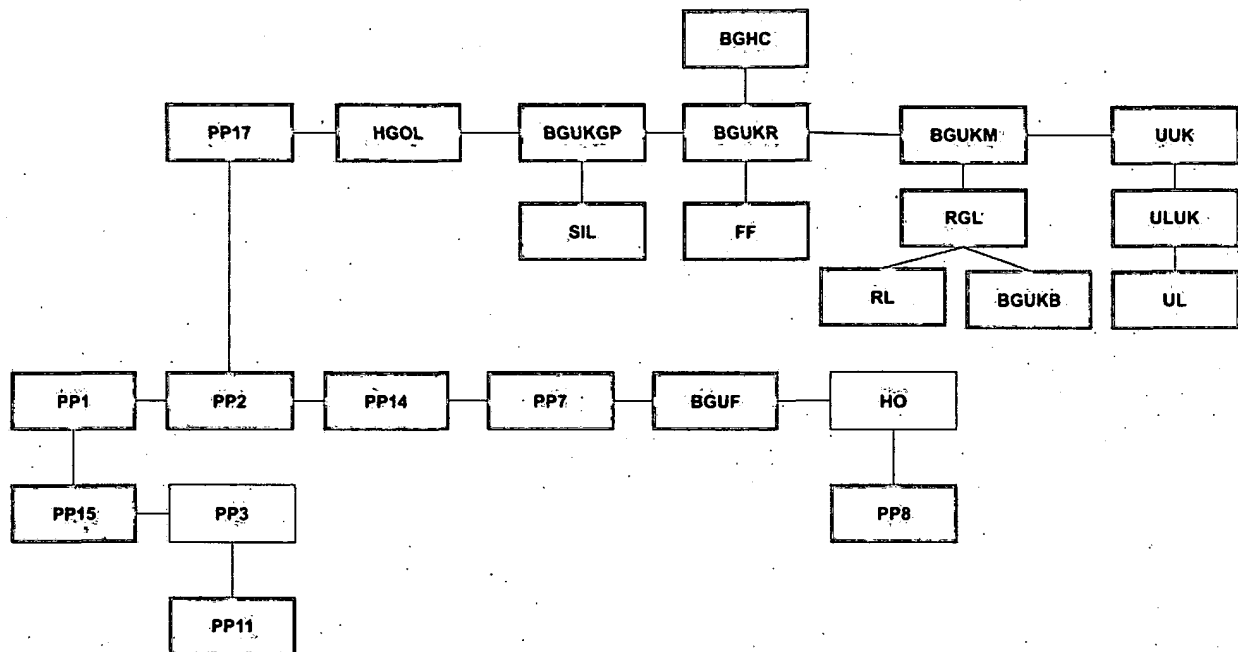 BGHC
PP17 HGOL BGUKGP BGUKR BGUKM UUK
SIL FF RGL ULUK
RL BGUKB UL
PP1 PP2 PP14 PP7 BGUF HO
PP15 PP3 PP8
PP11